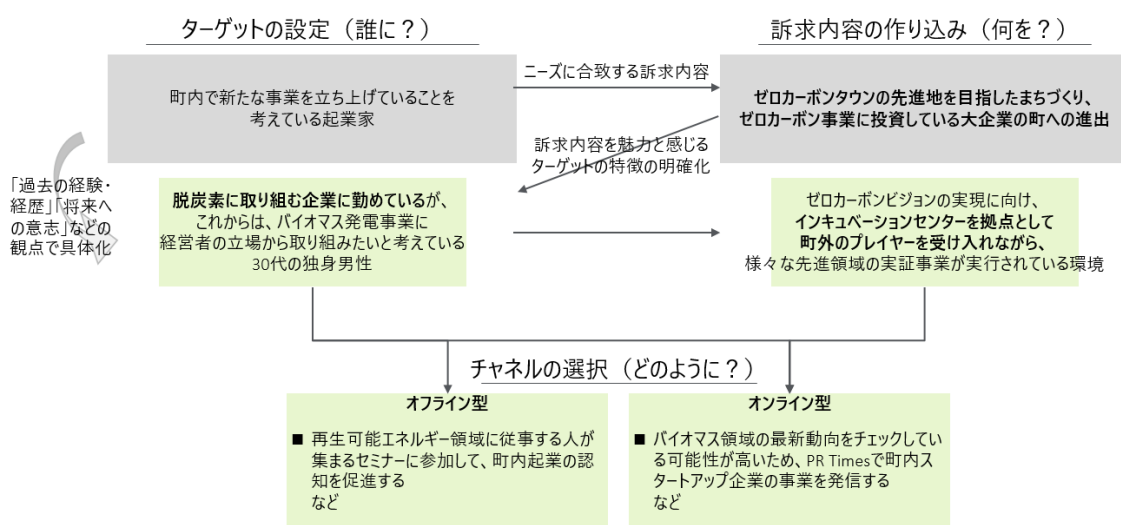 ターゲットの設定（誰に？）
訴求内容の作り込み（何を？）
町内で新たな事業を立ち上げていることを
考えている起業家
ニーズに合致する訴求内容
ゼロカーボンタウンの先進地を目指したまちづくり、
ゼロカーボン事業に投資している大企業の町への進出
訴求内容を魅力と感じる
ターゲットの特徴の明確化
「過去の経験・
経歴」「将来へ
の意志」などの
観点で具体化
脱炭素に取り組む企業に勤めているが、
これからは、バイオマス発電事業に
経営者の立場から取り組みたいと考えている
30代の独身男性
ゼロカーボンビジョンの実現に向け、
インキュベーションセンターを拠点として
町外のプレイヤーを受け入れながら、
様々な先進領域の実証事業が実行されている環境
チャネルの選択（どのように？）
オフライン型
■ 再生可能エネルギー領域に従事する人が
集まるセミナーに参加して、町内起業の認
知を促進する
など
オンライン型
■ バイオマス領域の最新動向をチェックしてい
る可能性が高いため、PR Timesで町内ス
タートアップ企業の事業を発信する
など